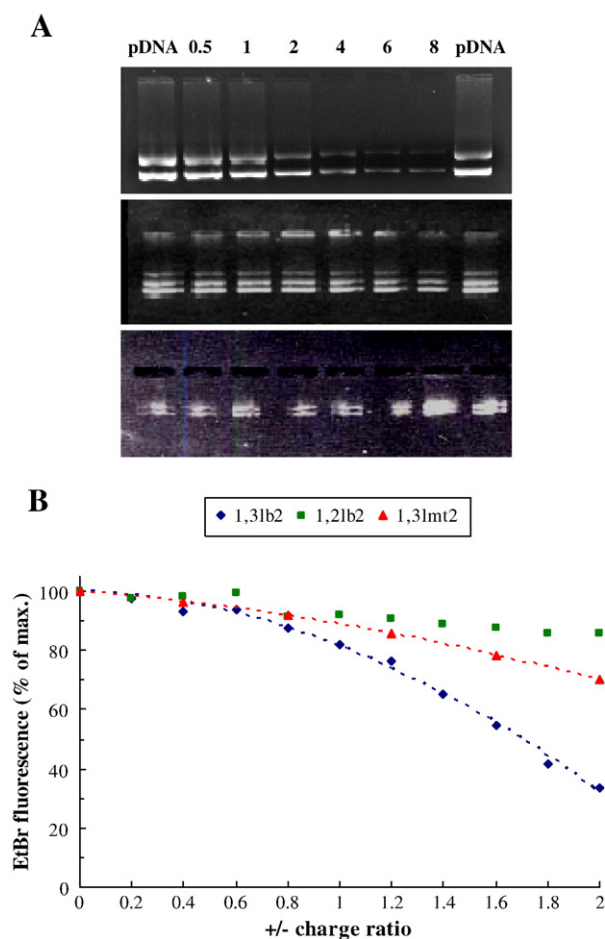 A
pDNA 0.5 1 2 4 6 8 pDNA
B
1,3lb2 1,2lb2 1,3lmt2
EtBr fluorescence (% of max.)
100
80
60
40
20
0
0 0.2 0.4 0.6 0.8 1 1.2 1.4 1.6 1.8 2
+/- charge ratio